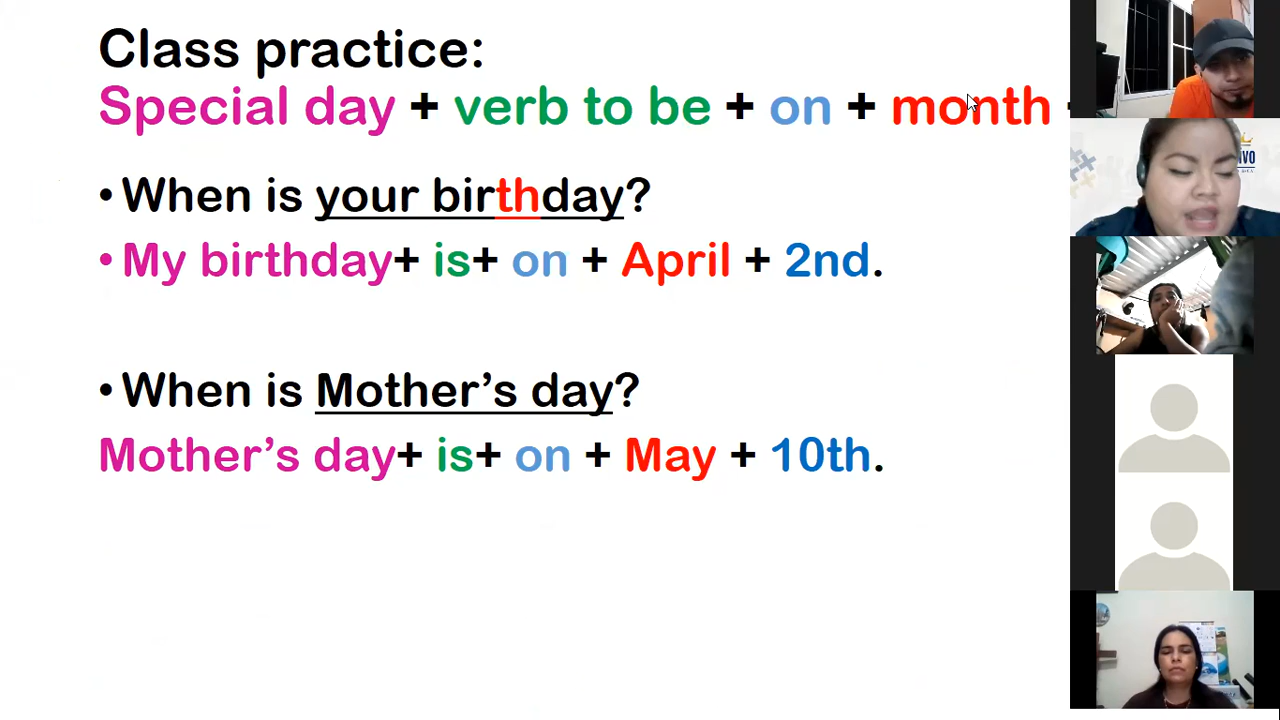 Class practice:
Special day + verb to be + on + month
• When is your birthday?
• My birthday+ is+ on + April + 2nd.
• When is Mother’s day?
Mother’s day+ is+ on + May + 10th.